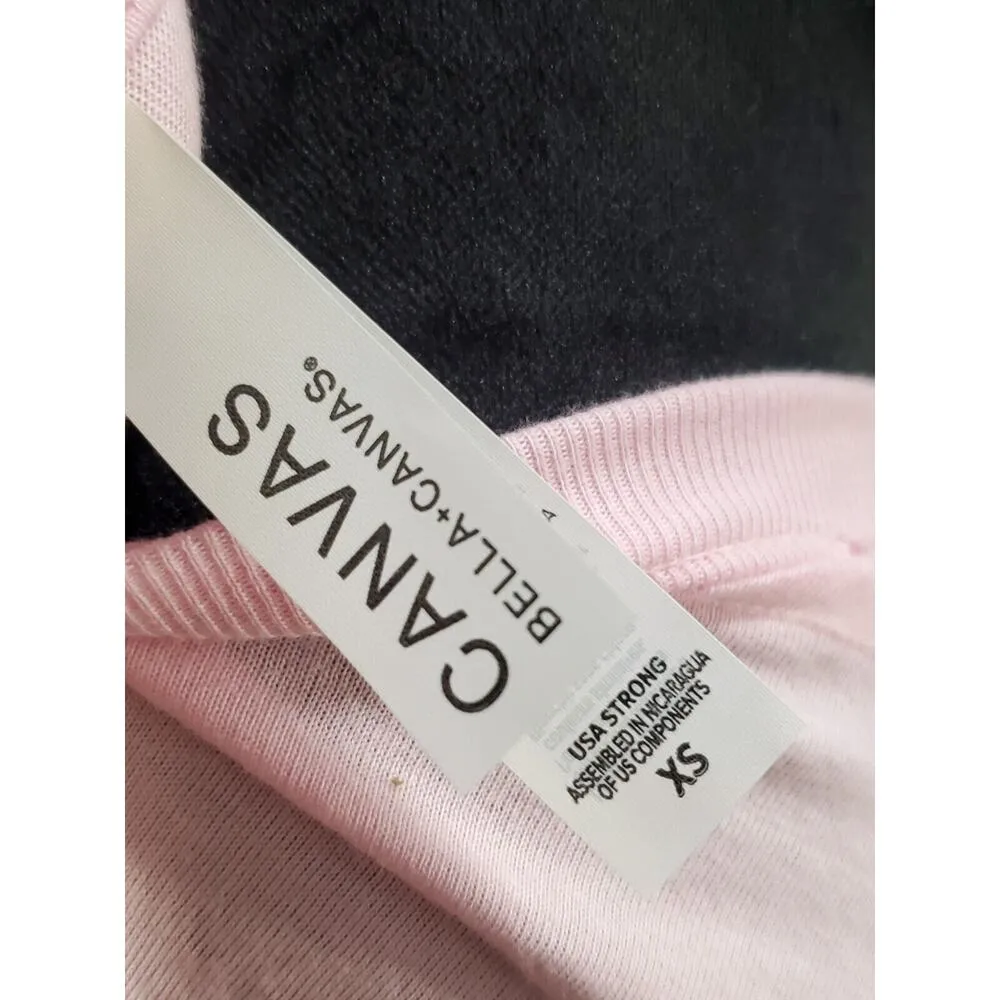 CANVAS
BELLA+CANVAS®
USA STRONG
ASSEMBLED IN NICARAGUA
OF US COMPONENTS
XS